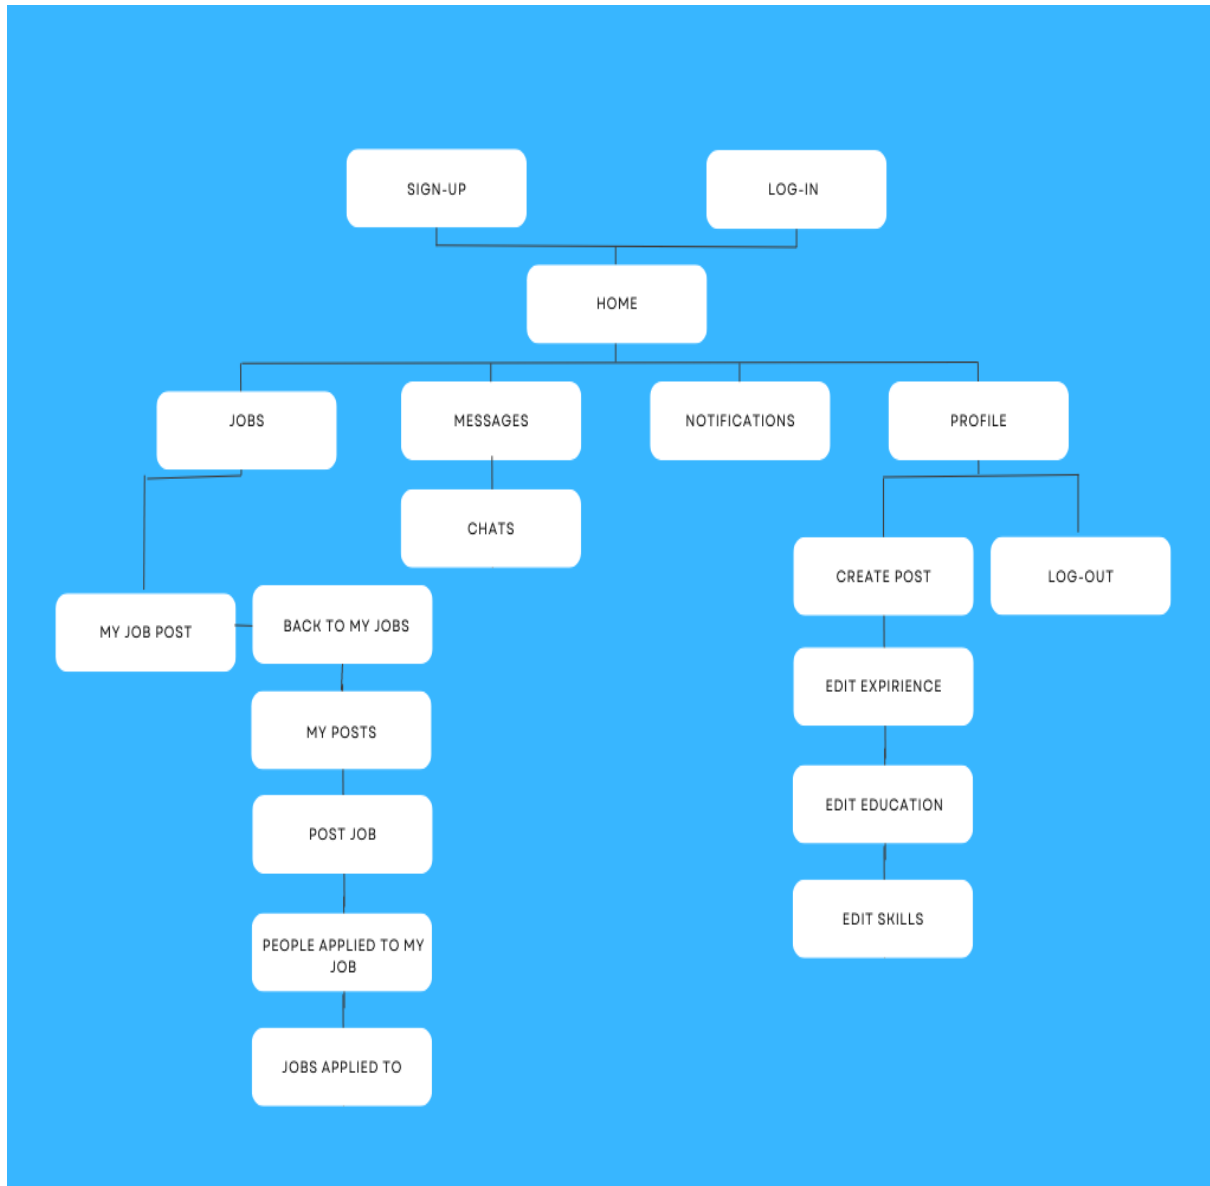 SIGN-UP
LOG-IN
HOME
JOBS
MESSAGES
NOTIFICATIONS
PROFILE
CHATS
CREATE POST
LOG-OUT
MY JOB POST
BACK TO MY JOBS
EDIT EXPIRIENCE
MY POSTS
EDIT EDUCATION
POST JOB
EDIT SKILLS
PEOPLE APPLIED TO MY
JOB
JOBS APPLIED TO